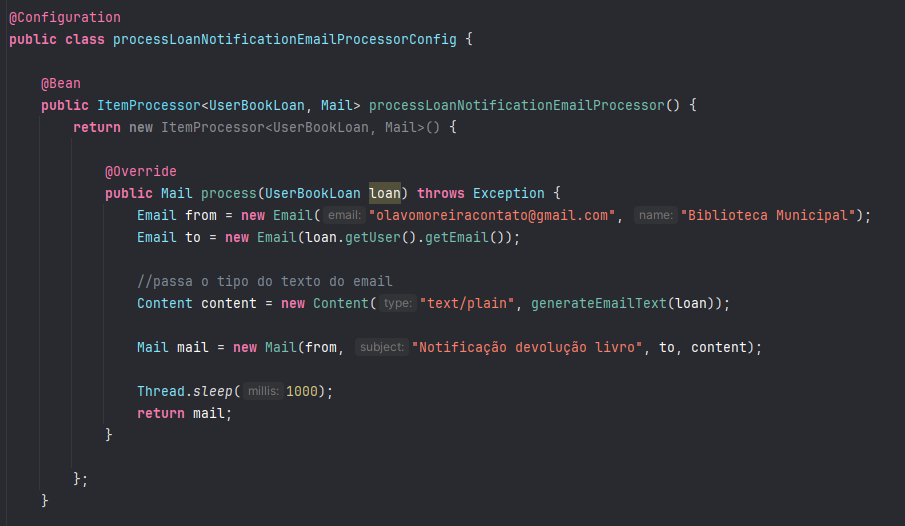 @Configuration
public class processLoanNotificationEmailProcessorConfig {
@Bean
public ItemProcessor<UserBookLoan, Mail> processLoanNotificationEmailProcessor() {
return new ItemProcessor<UserBookLoan, Mail>() {
@Override
public Mail process(UserBookLoan loan) throws Exception {
Email from = new Email( email: "olavomoreiracontato@gmail.com", name: "Biblioteca Municipal");
Email to = new Email(loan.getUser().getEmail());
//passa o tipo do texto do email
Content content = new Content( type: "text/plain", generateEmailText(loan));
Mail mail = new Mail(from, subject: "Notificação devolução livro", to, content);
Thread.sleep( millis: 1000);
return mail;
}
};
}